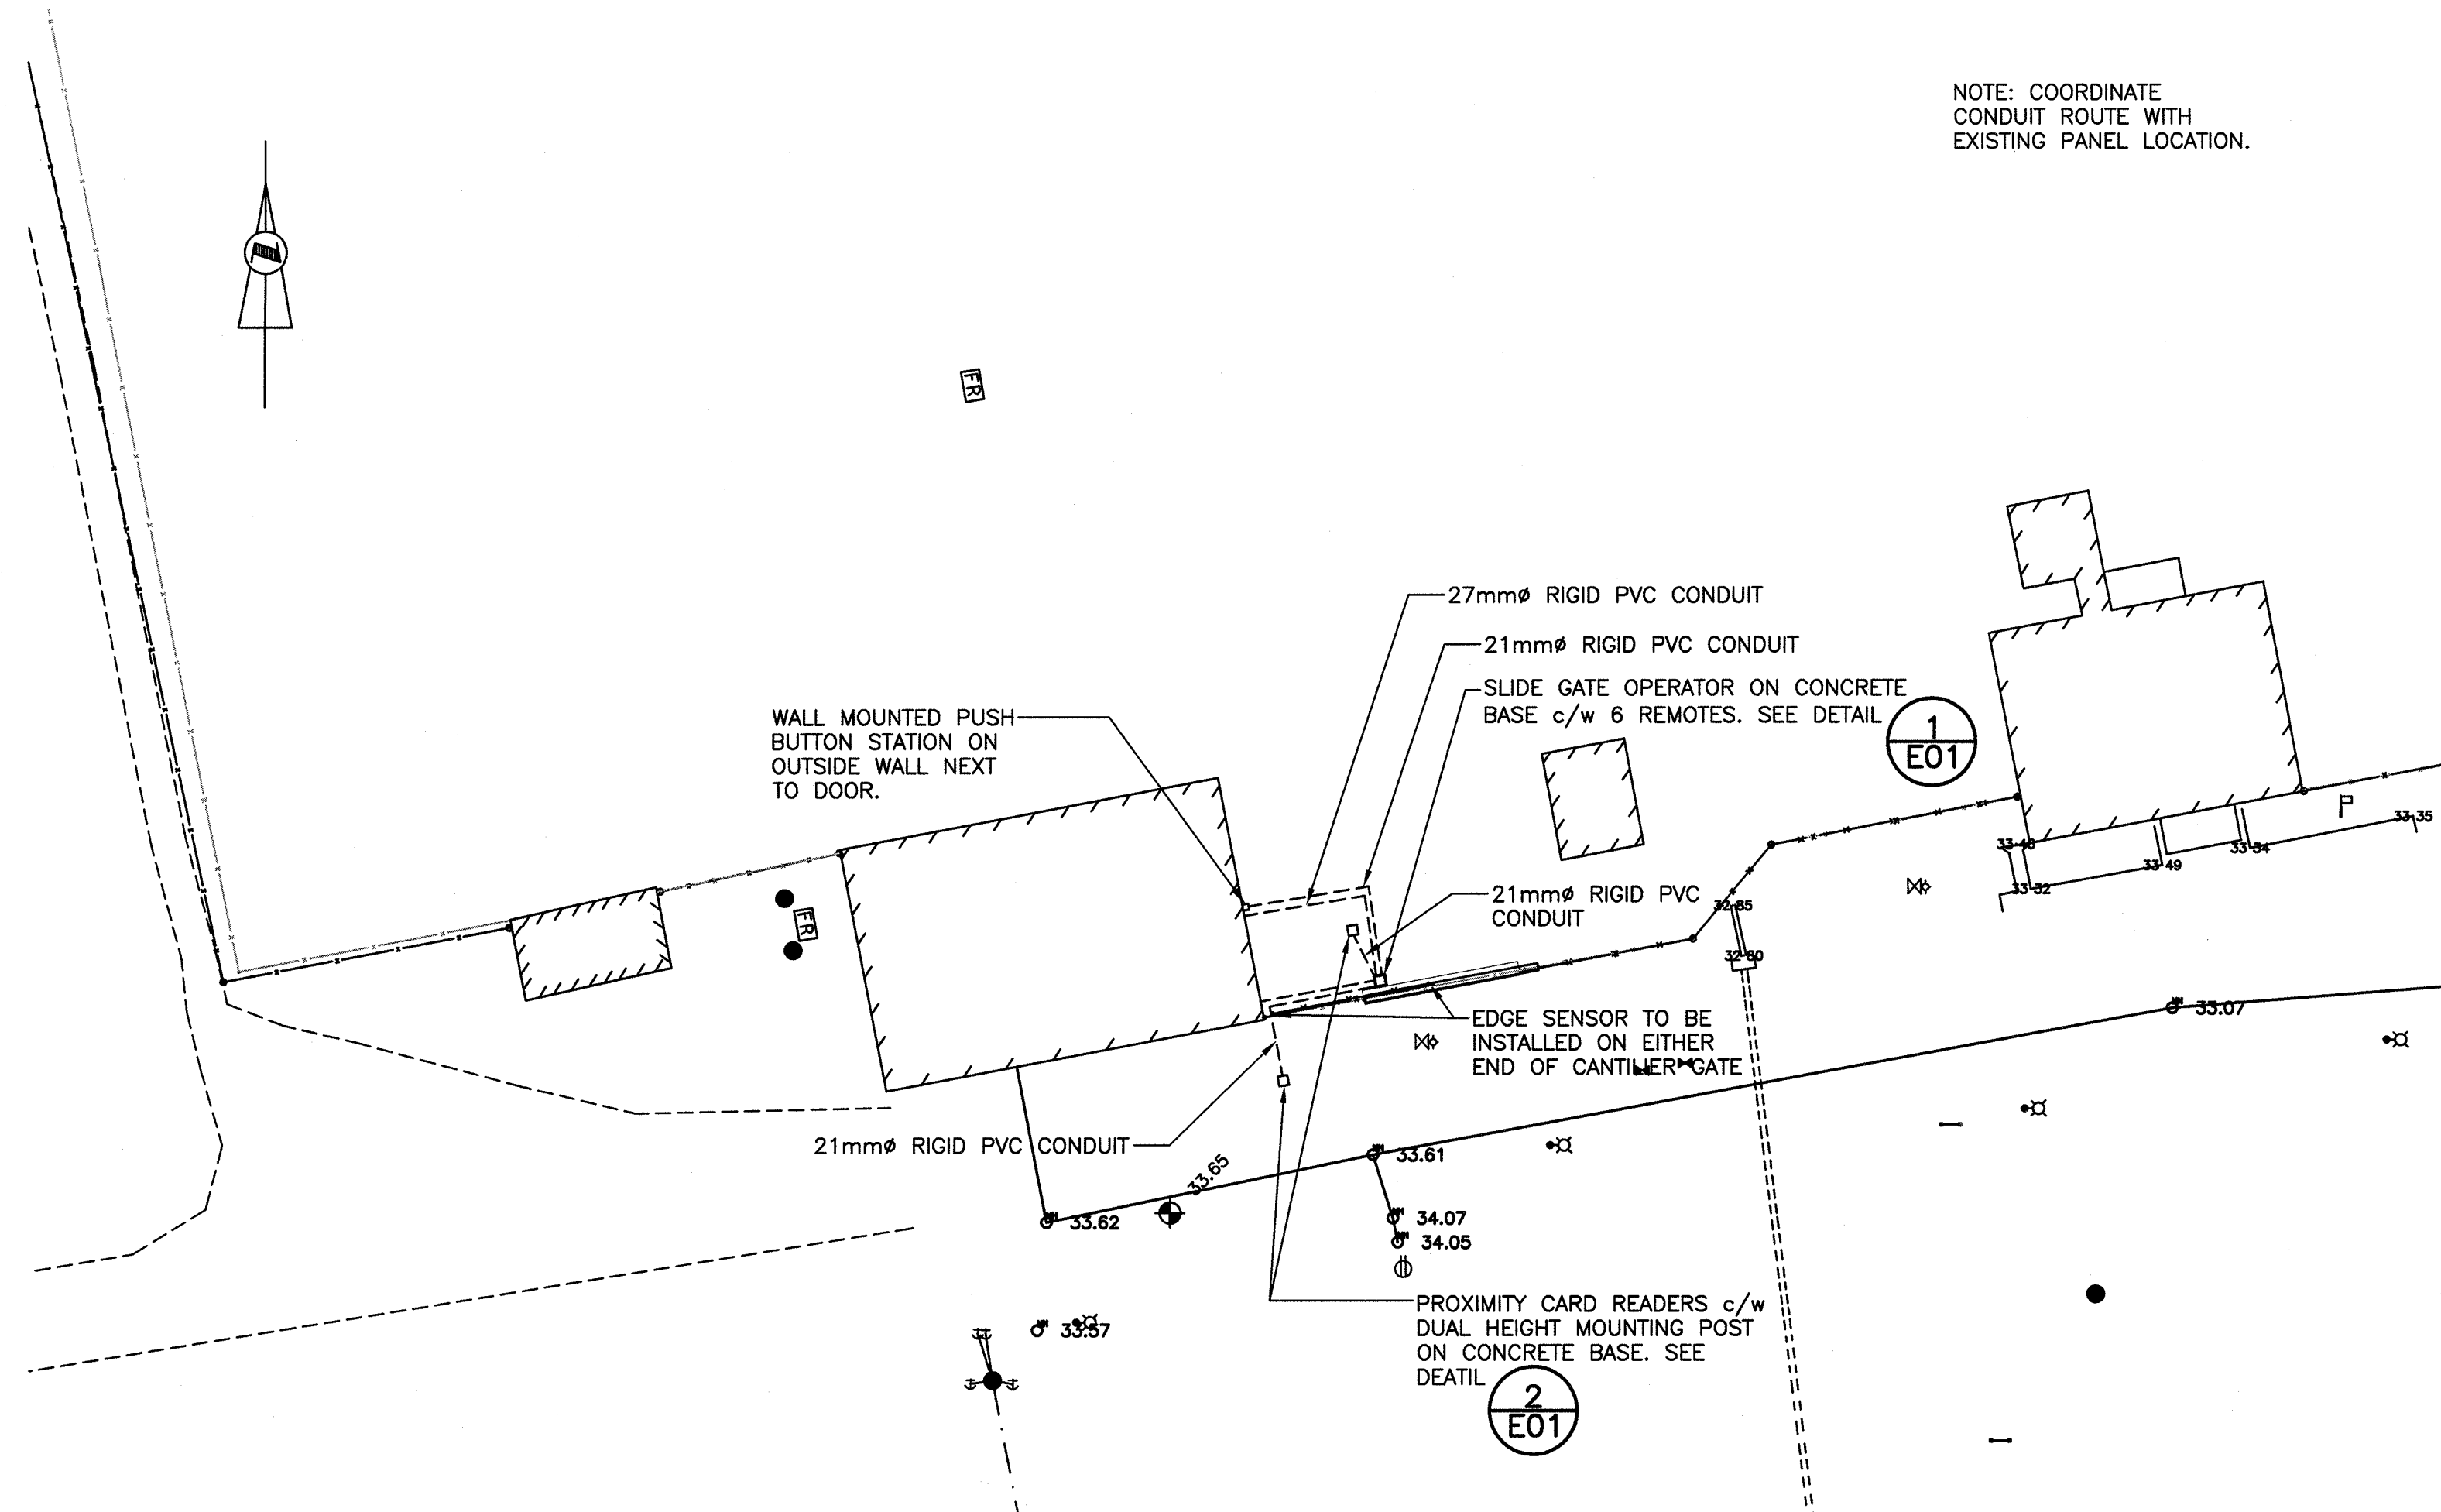 NOTE: COORDINATE
CONDUIT ROUTE WITH
EXISTING PANEL LOCATION.
FR
27mmø RIGID PVC CONDUIT
21mmø RIGID PVC CONDUIT
SLIDE GATE OPERATOR ON CONCRETE
BASE c/w 6 REMOTES. SEE DETAIL
1
E01
WALL MOUNTED PUSH
BUTTON STATION ON
OUTSIDE WALL NEXT
TO DOOR.
FR
21mmø RIGID PVC
CONDUIT
33.35
33.34
33.49
33.32
32.85
32.80
EDGE SENSOR TO BE
INSTALLED ON EITHER
GATE
END OF
33.07
21mmø RIGID PVC CONDUIT
33.65
33.61
33.62
34.07
34.05
33.57
PROXIMITY CARD READERS c/w
DUAL HEIGHT MOUNTING POST
ON CONCRETE BASE. SEE
DEATIL
2
E01